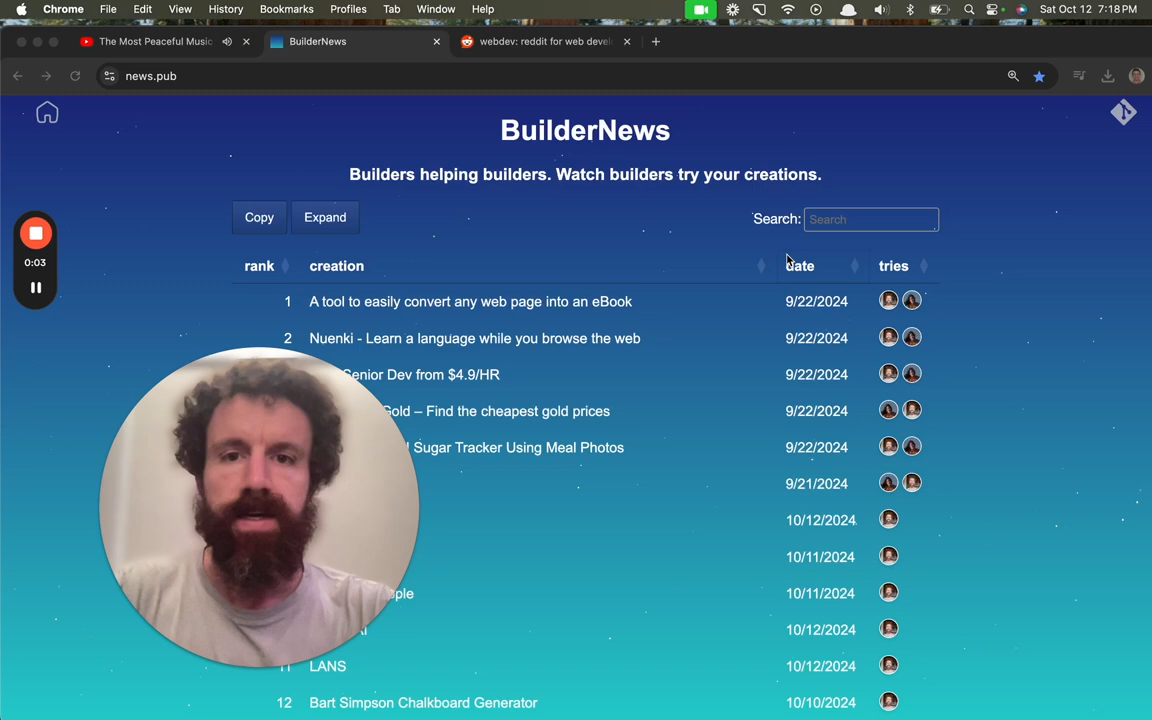 Chrome File Edit View History Bookmarks Profiles Tab Window Help Sat Oct 12 7:18 PM
The Most Peaceful Music BuilderNews webdev: reddit for web devel
news.pub
BuilderNews
Builders helping builders. Watch builders try your creations.
Copy Expand Search: Search
0:03
rank creation date tries
1 A tool to easily convert any web page into an eBook 9/22/2024
2 Nuenki - Learn a language while you browse the web 9/22/2024
Senior Dev from $4.9/HR 9/22/2024
Gold – Find the cheapest gold prices 9/22/2024
Sugar Tracker Using Meal Photos 9/22/2024
9/21/2024
10/12/2024
10/11/2024
10/11/2024
10/12/2024
11 LANS 10/12/2024
12 Bart Simpson Chalkboard Generator 10/10/2024